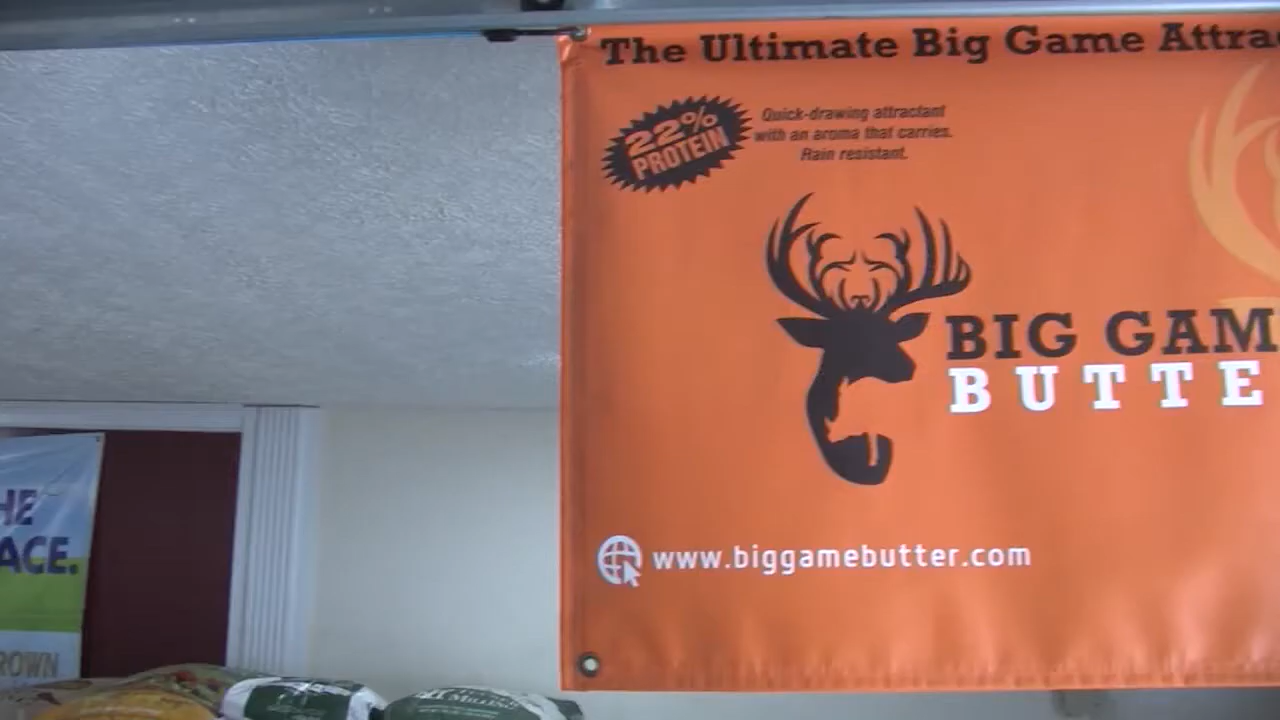 The Ultimate Big Game Attrac
22%
PROTEIN
Quick-drawing attractant
with an aroma that carries.
Rain resistant.
BIG GAM
BUTTE
www.biggamebutter.com
HE
ACE.
ROWN